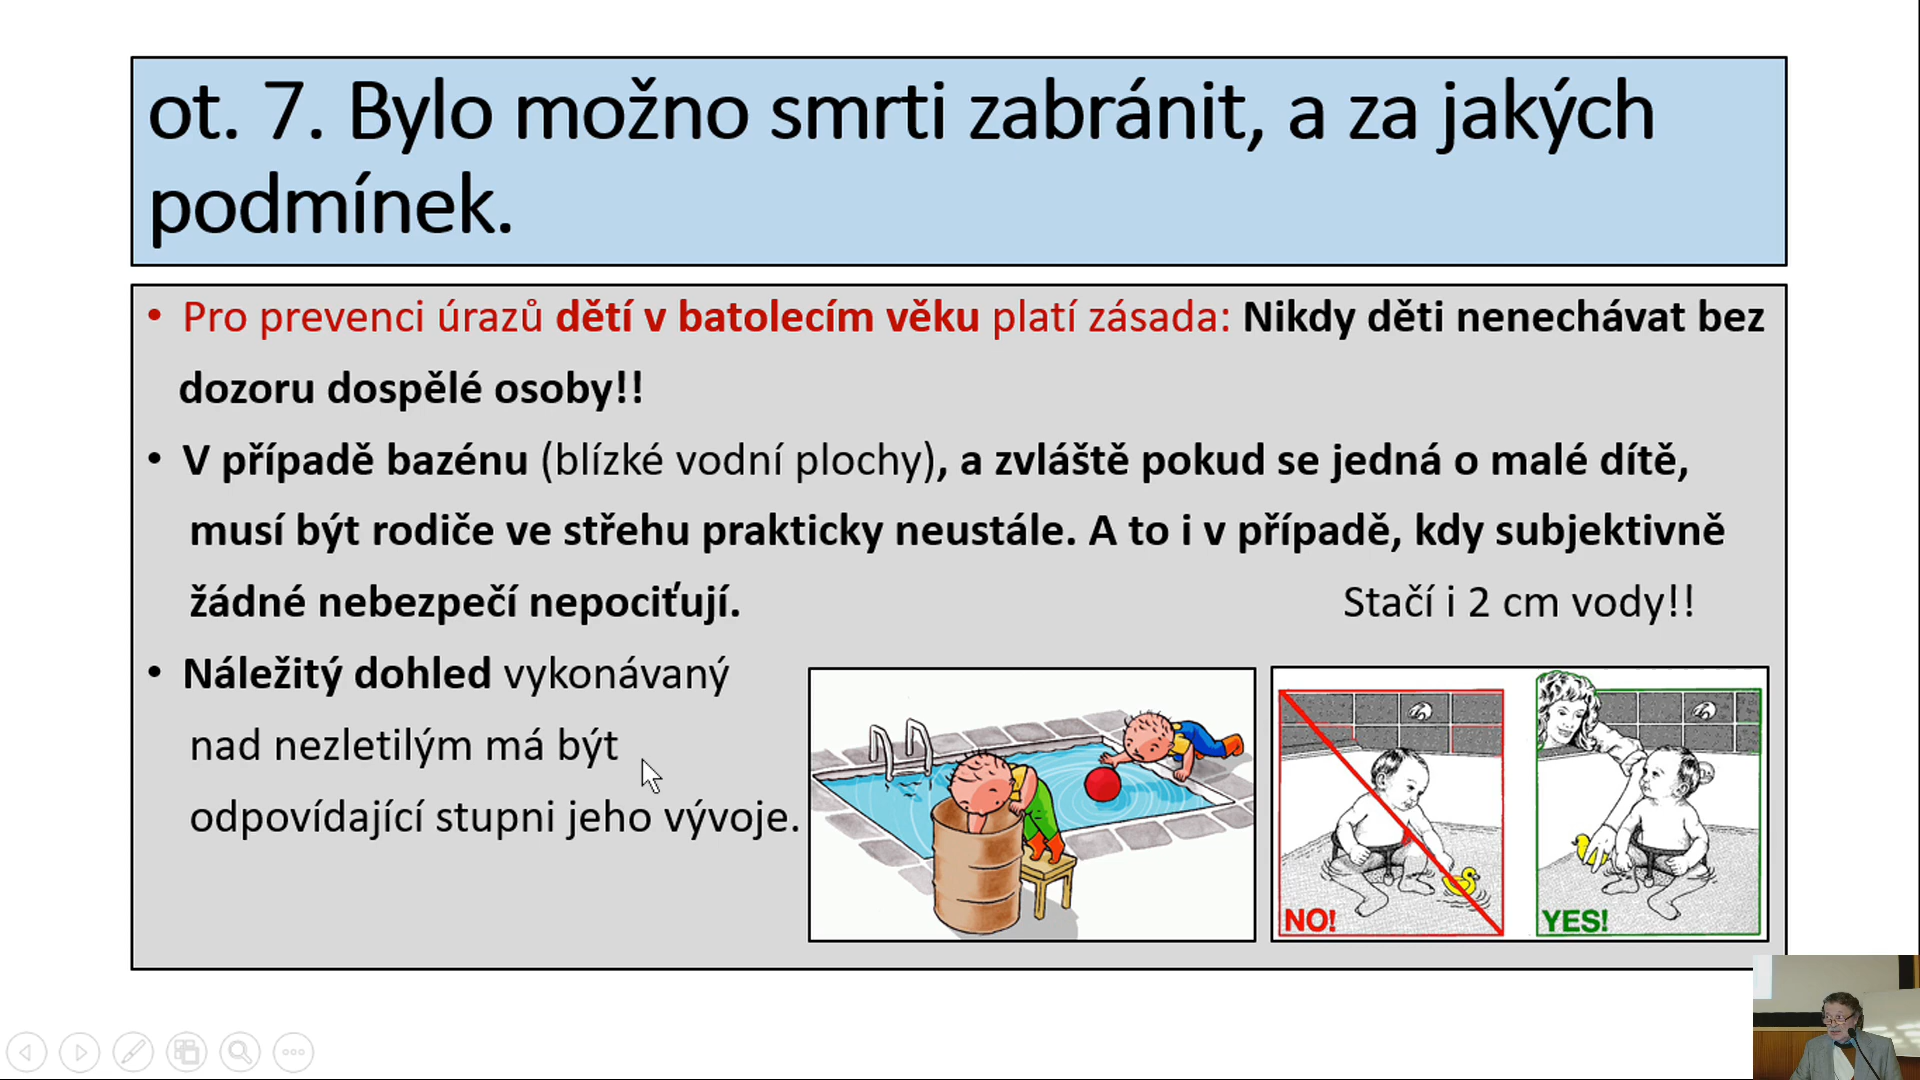 ot. 7. Bylo možno smrti zabránit, a za jakých
podmínek.
• Pro prevenci úrazů dětí v batolecím věku platí zásada: Nikdy děti nenechávat bez
dozoru dospělé osoby!!
• V případě bazénu (blízké vodní plochy), a zvláště pokud se jedná o malé dítě,
musí být rodiče ve střehu prakticky neustále. A to i v případě, kdy subjektivně
žádné nebezpečí nepociťují.
Stačí i 2 cm vody!!
• Náležitý dohled vykonávaný
nad nezletilým má být
odpovídající stupni jeho vývoje.
NO!
YES!